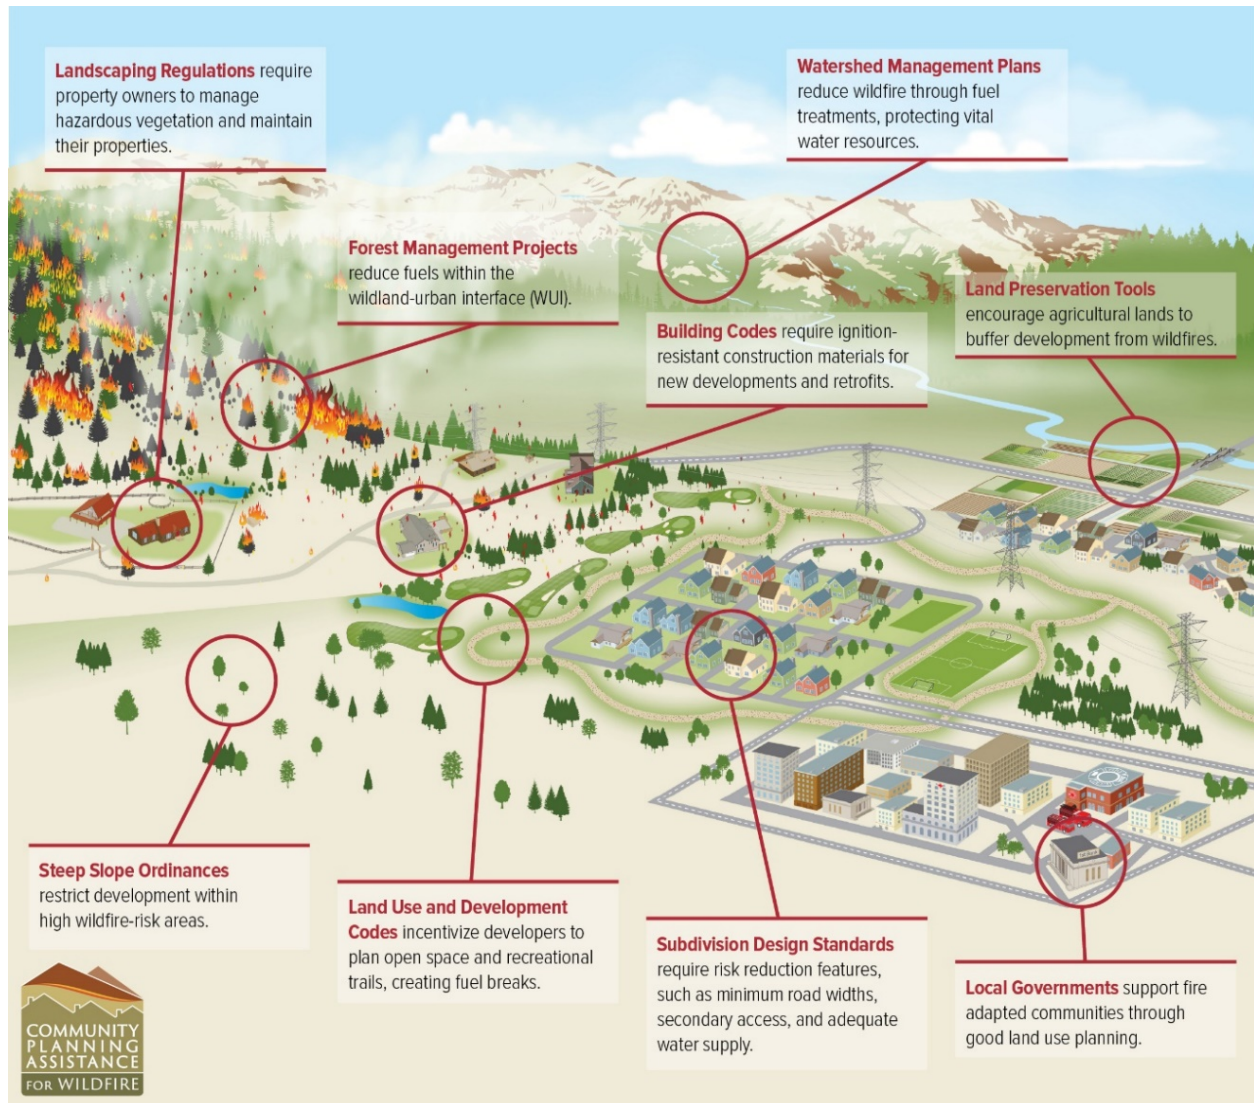 Landscaping Regulations require
property owners to manage
hazardous vegetation and maintain
their properties.
Watershed Management Plans
reduce wildfire through fuel
treatments, protecting vital
water resources.
Forest Management Projects
reduce fuels within the
wildland-urban interface (WUI).
Land Preservation Tools
encourage agricultural lands to
buffer development from wildfires.
Building Codes require ignition-
resistant construction materials for
new developments and retrofits.
Steep Slope Ordinances
restrict development within
high wildfire-risk areas.
Land Use and Development
Codes incentivize developers to
plan open space and recreational
trails, creating fuel breaks.
Subdivision Design Standards
require risk reduction features,
such as minimum road widths,
secondary access, and adequate
water supply.
Local Governments support fire
adapted communities through
good land use planning.
COMMUNITY
PLANNING
ASSISTANCE
FOR WILDFIRE